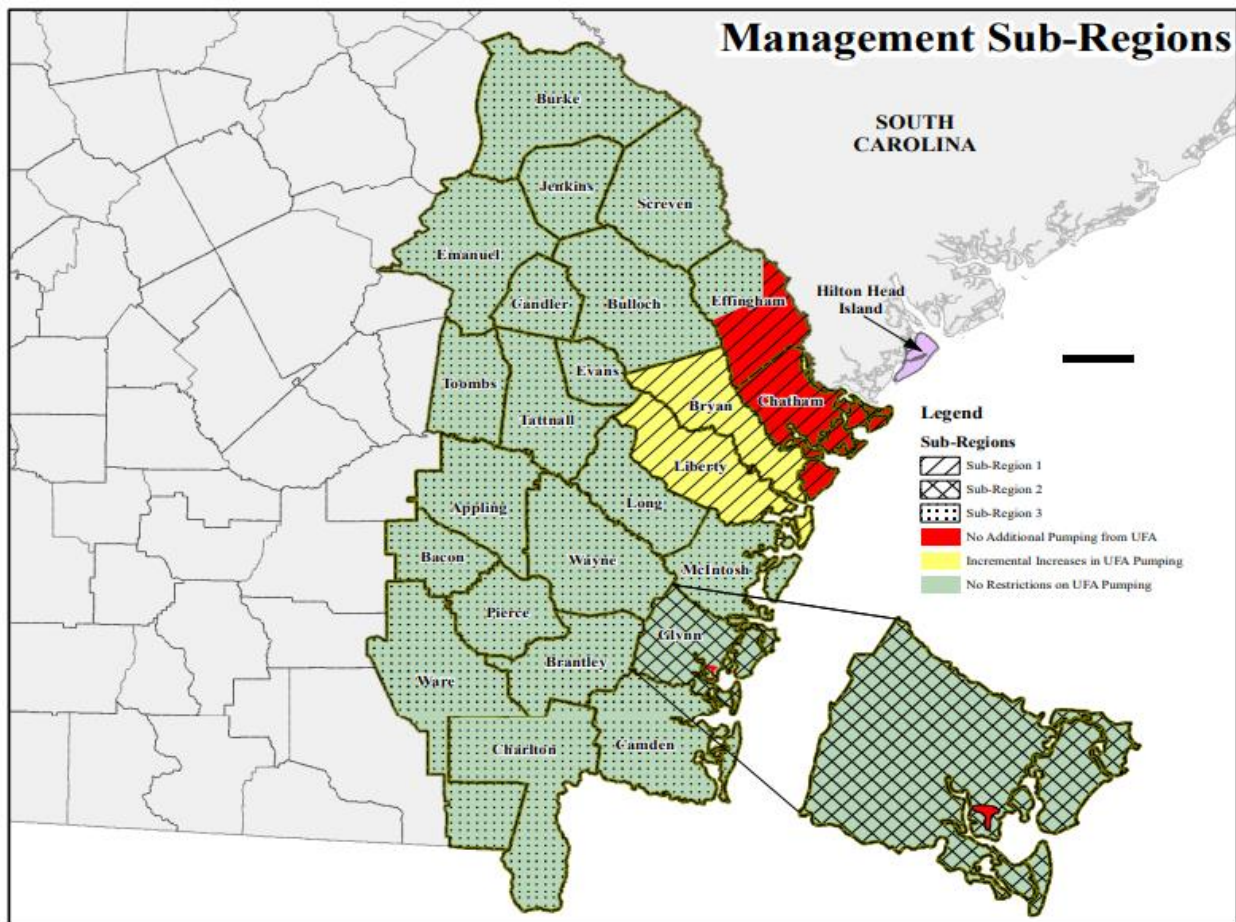 Management Sub-Regions
Burke
SOUTH
CAROLINA
Jenkins
Screven
Emanuel
Candler
Bulloch
Effingham
Hilton Head
Island
Evans
Toombs
Bryan
Chatham
Tattnall
Legend
Sub-Regions
Liberty
Sub-Region 1
Sub-Region 2
Long
Appling
Sub-Region 3
No Additional Pumping from UFA
Bacon
Wayne
Incremental Increases in UFA Pumping
McIntosh
No Restrictions on UFA Pumping
Pierce
Glynn
Brantley
Ware
Charlton
Camden